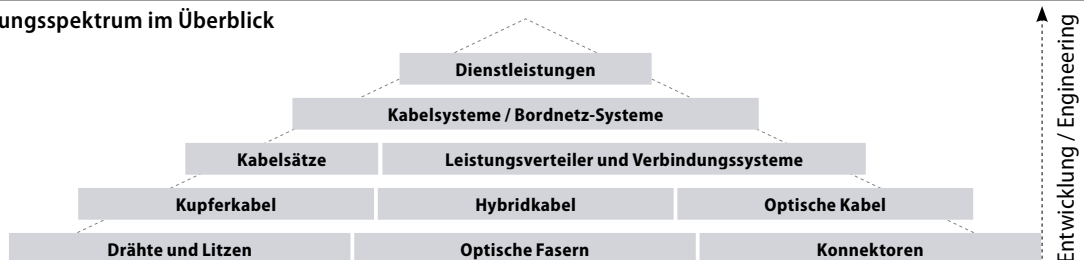 ungsspektrum im Überblick
Dienstleistungen
Kabelsysteme / Bordnetz-Systeme
Kabelsätze Leistungsverteiler und Verbindungssysteme
Kupferkabel Hybridkabel Optische Kabel
Drähte und Litzen Optische Fasern Konnektoren
Entwicklung / Engineering